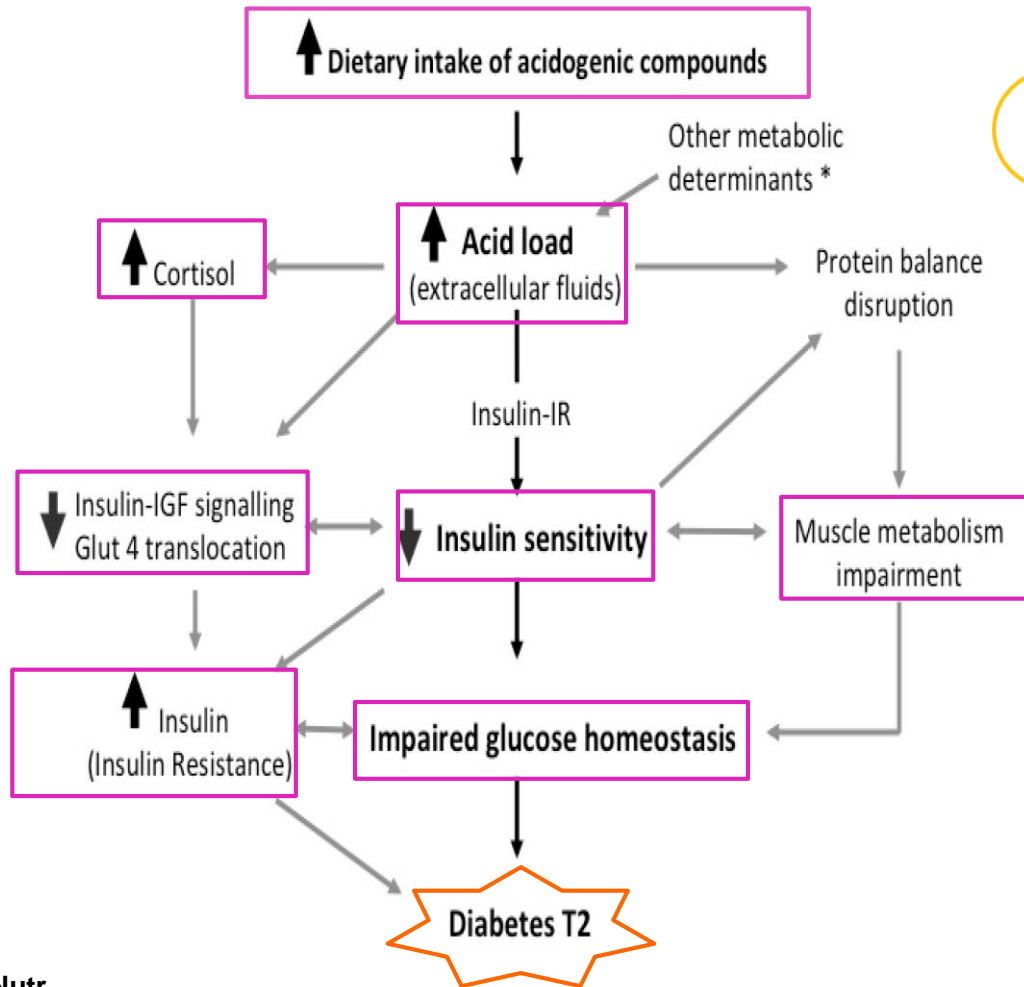 Dietary intake of acidogenic compounds
Other metabolic
determinants *
Acid load
(extracellular fluids)
Cortisol
Protein balance
disruption
Insulin-IR
Insulin-IGF signalling
Glut 4 translocation
Insulin sensitivity
Muscle metabolism
impairment
Insulin
(Insulin Resistance)
Impaired glucose homeostasis
Diabetes T2